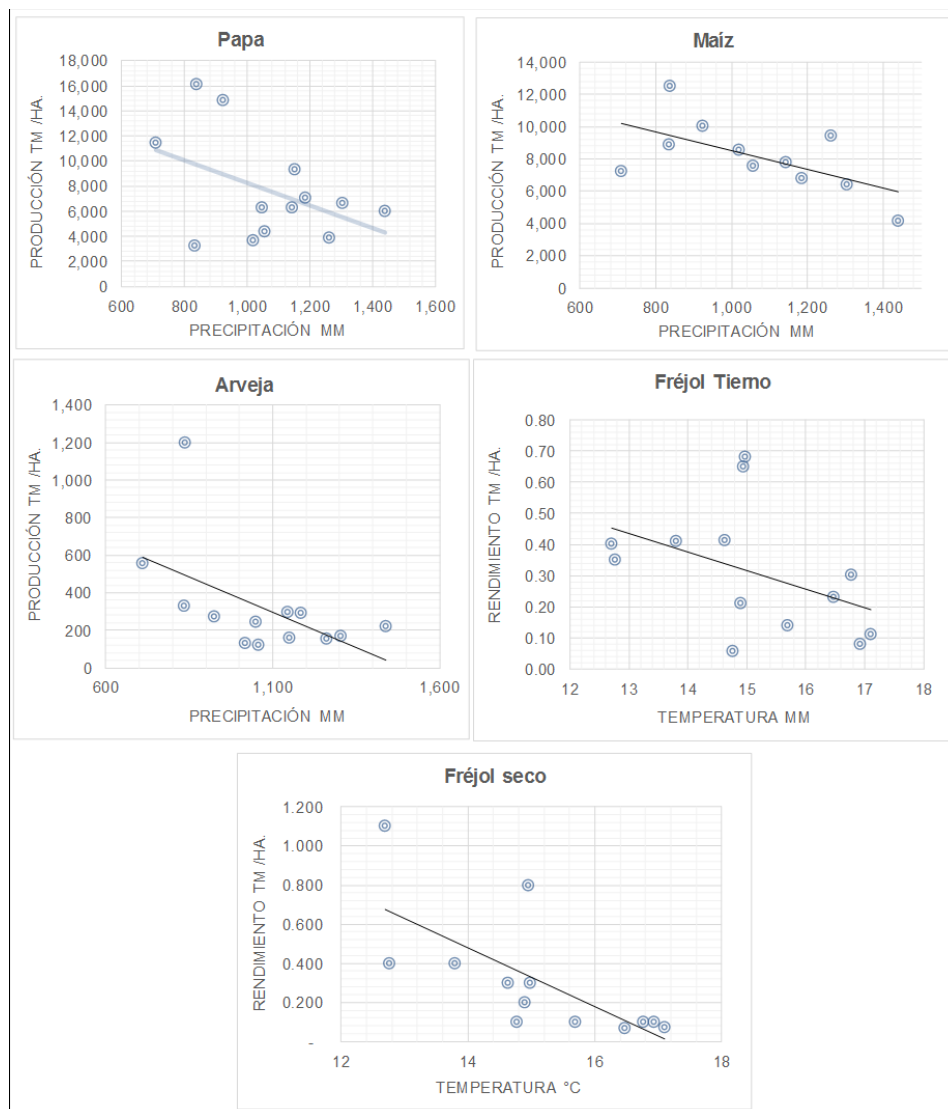 Papa
PRODUCCIÓN TM /HA.
18,000
16,000
14,000
12,000
10,000
8,000
6,000
4,000
2,000
0
600 800 1,000 1,200 1,400 1,600
PRECIPITACIÓN MM
Maíz
PRODUCCIÓN TM /HA.
14,000
12,000
10,000
8,000
6,000
4,000
2,000
0
600 800 1,000 1,200 1,400
PRECIPITACIÓN MM
Arveja
PRODUCCIÓN TM /HA.
1,400
1,200
1,000
800
600
400
200
0
600 1,100 1,600
PRECIPITACIÓN MM
Fréjol Tierno
RENDIMIENTO TM /HA.
0.80
0.70
0.60
0.50
0.40
0.30
0.20
0.10
0.00
12 13 14 15 16 17 18
TEMPERATURA MM
Fréjol seco
RENDIMIENTO TM /HA.
1.200
1.000
0.800
0.600
0.400
0.200
-
12 14 16 18
TEMPERATURA °C